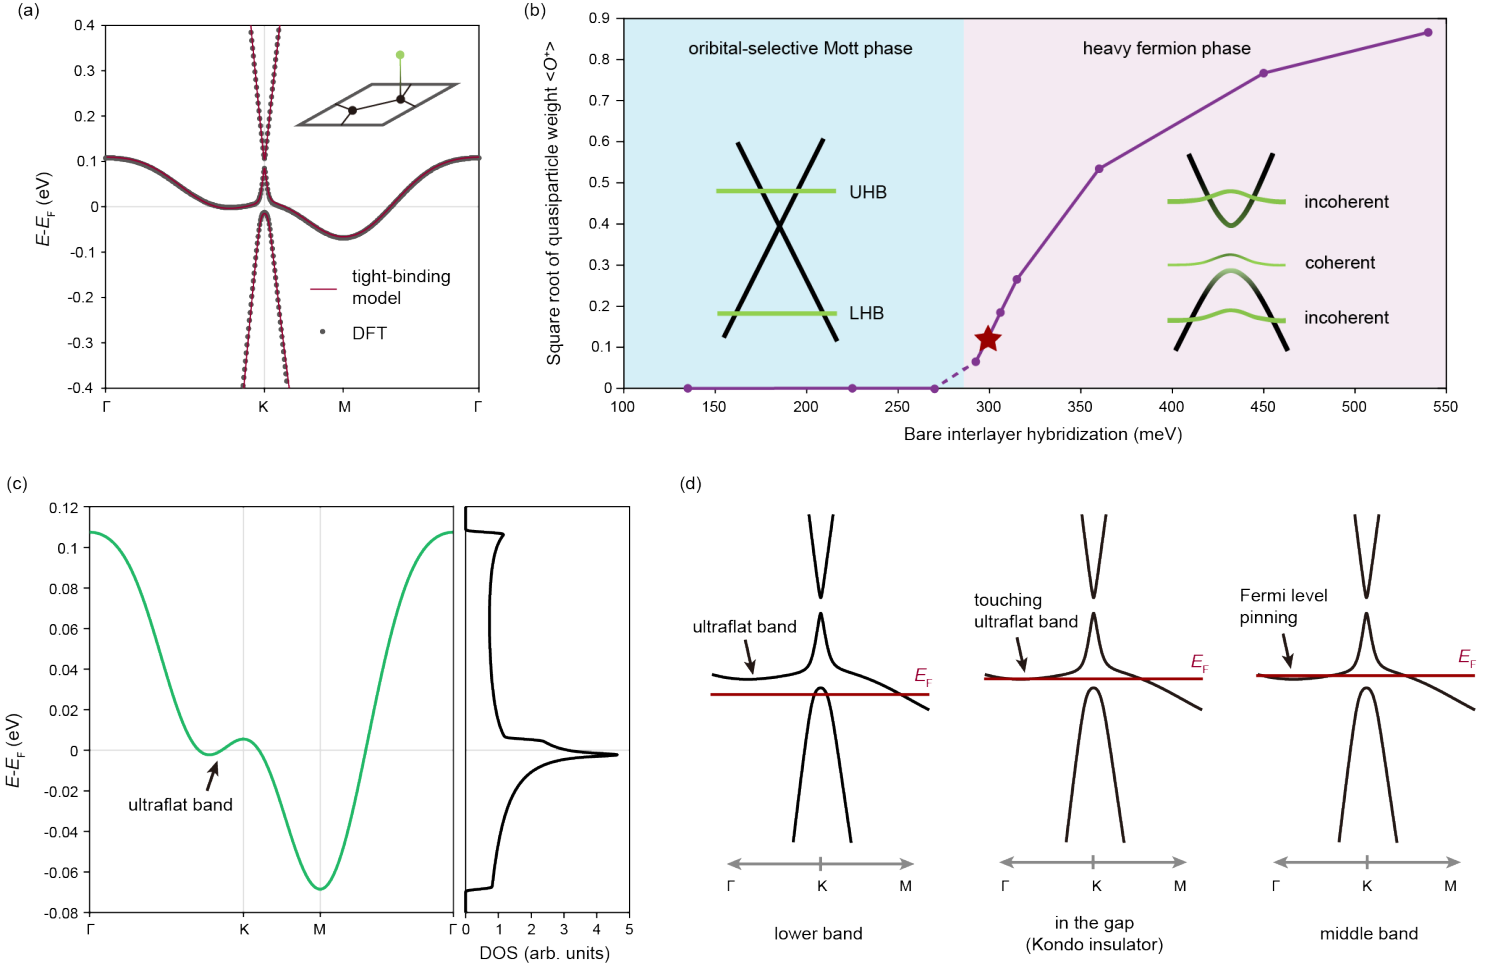 (a)
0.4
0.3
0.2
0.1
0
-0.1
-0.2
-0.3
-0.4
E-EF (eV)
tight-binding
model
DFT
Γ
K
M
Γ
(b)
0.9
0.8
0.7
0.6
0.5
0.4
0.3
0.2
0.1
0
Square root of quasiparticle weight <O⁺>
oribital-selective Mott phase
heavy fermion phase
UHB
LHB
incoherent
coherent
incoherent
100
150
200
250
300
350
400
450
500
550
Bare interlayer hybridization (meV)
(c)
0.12
0.1
0.08
0.06
0.04
0.02
0
-0.02
-0.04
-0.06
-0.08
E-EF (eV)
ultraflat band
Γ
K
M
Γ
0
1
2
3
4
5
DOS (arb. units)
(d)
ultraflat band
EF
Γ
K
M
lower band
touching
ultraflat band
EF
Γ
K
M
in the gap
(Kondo insulator)
Fermi level
pinning
EF
Γ
K
M
middle band